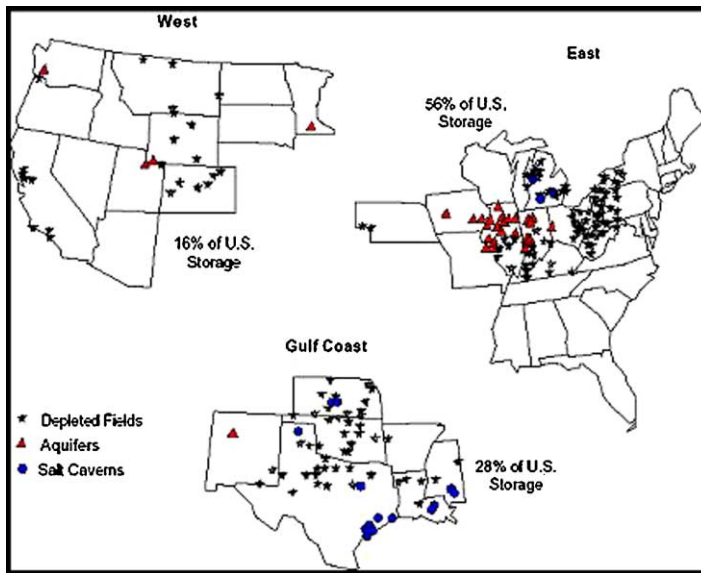 West
East
56% of U.S.
Storage
16% of U.S.
Storage
Gulf Coast
Depleted Fields
Aquifers
Salt Caverns
28% of U.S.
Storage